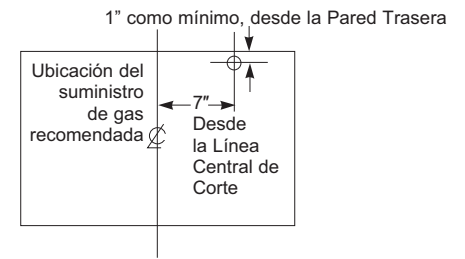 1” como mínimo, desde la Pared Trasera
Ubicación del
suministro
de gas
recomendada
7″
Desde
la Línea
Central de
Corte